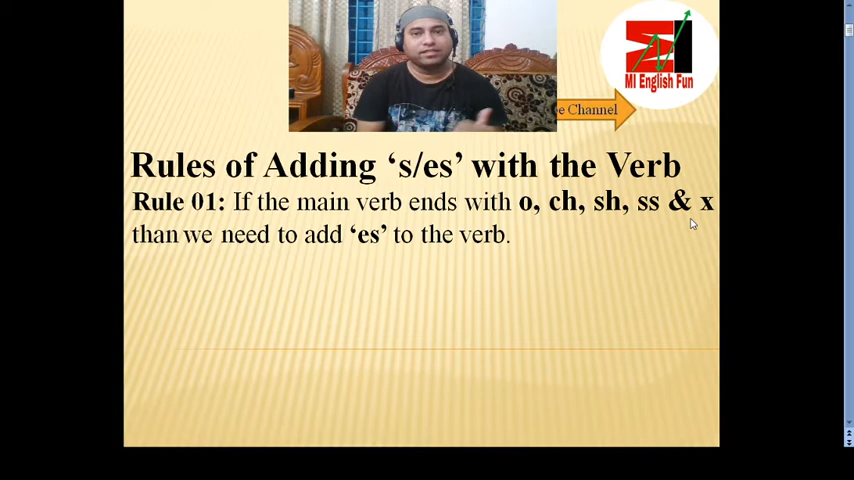 MI English Fun
e Channel
Rules of Adding ‘s/es’ with the Verb
Rule 01: If the main verb ends with o, ch, sh, ss & x
than we need to add ‘es’ to the verb.